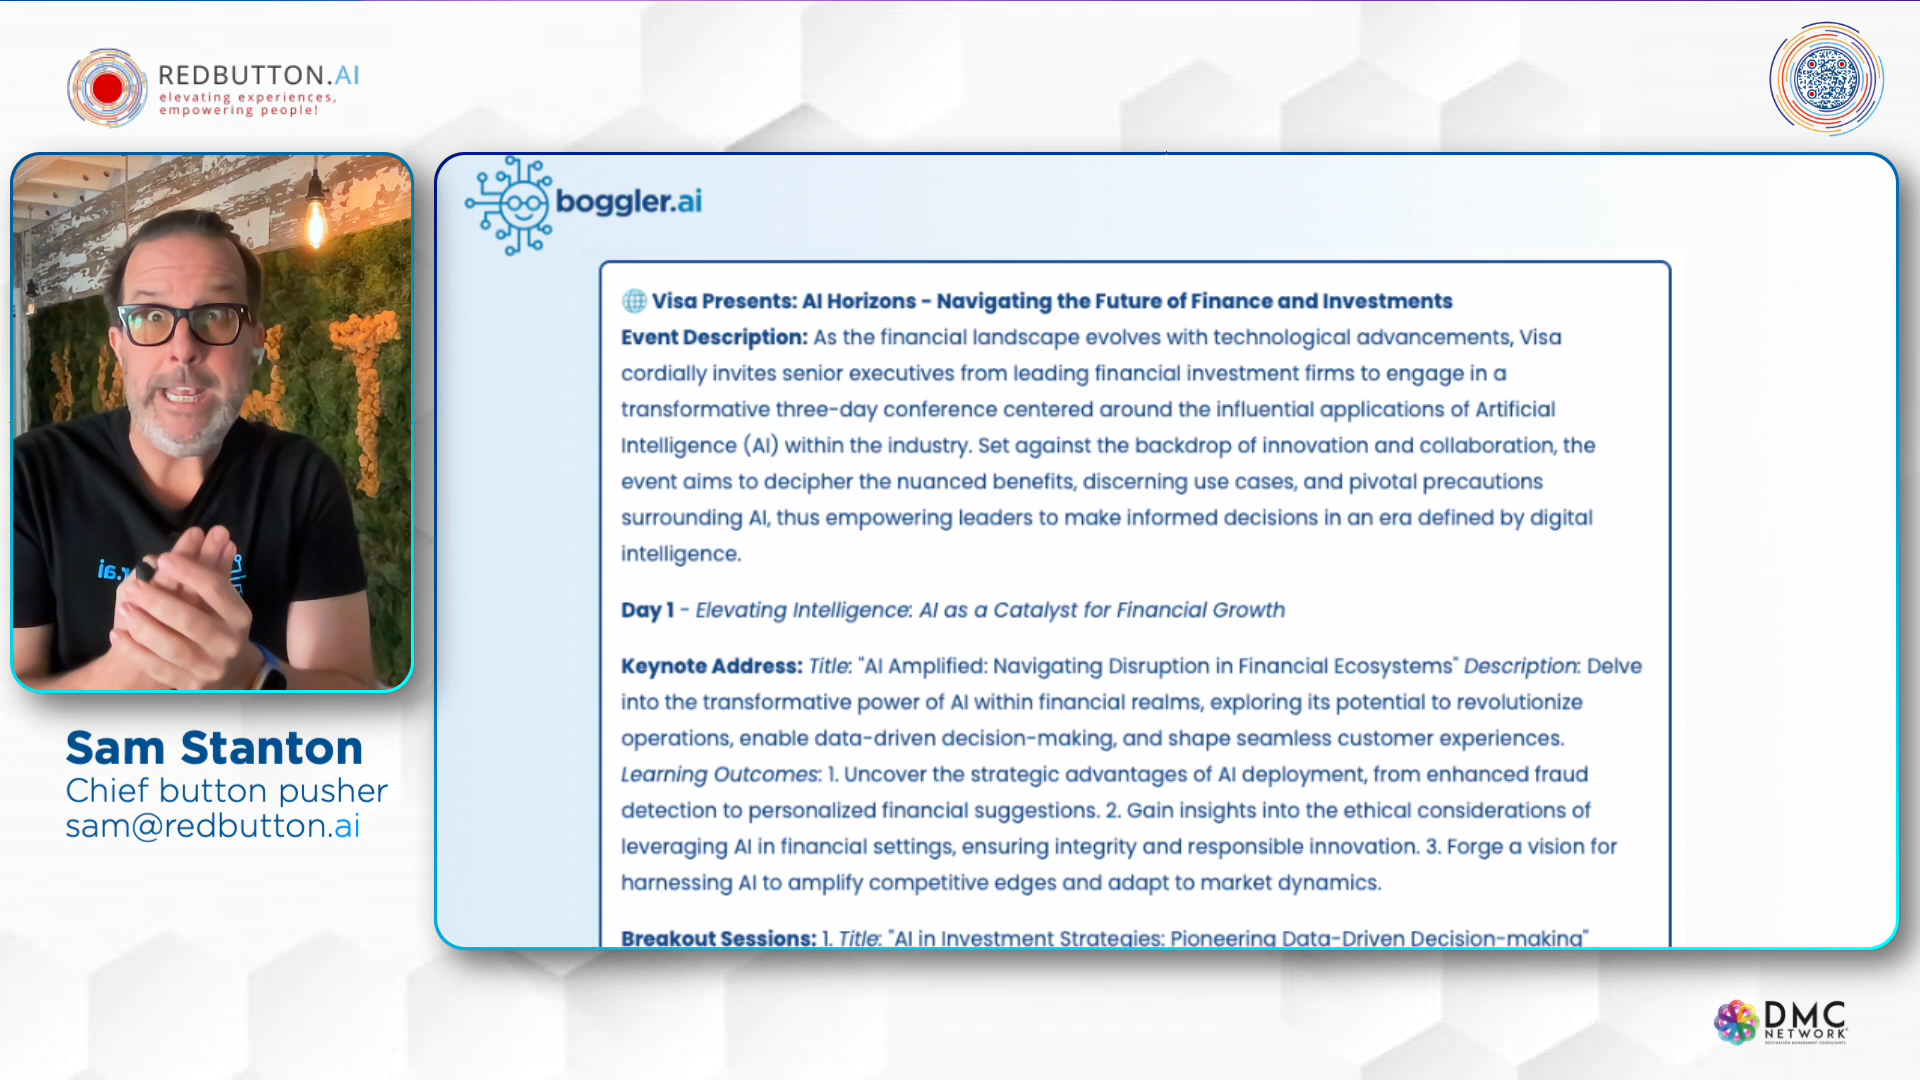 REDBUTTON.AI
elevating experiences,
empowering people!
boggler.ai
Visa Presents: AI Horizons - Navigating the Future of Finance and Investments
Event Description: As the financial landscape evolves with technological advancements, Visa
cordially invites senior executives from leading financial investment firms to engage in a
transformative three-day conference centered around the influential applications of Artificial
Intelligence (AI) within the industry. Set against the backdrop of innovation and collaboration, the
event aims to decipher the nuanced benefits, discerning use cases, and pivotal precautions
surrounding AI, thus empowering leaders to make informed decisions in an era defined by digital
intelligence.
Day 1 - Elevating Intelligence: AI as a Catalyst for Financial Growth
Keynote Address: Title: "AI Amplified: Navigating Disruption in Financial Ecosystems" Description: Delve
into the transformative power of AI within financial realms, exploring its potential to revolutionize
operations, enable data-driven decision-making, and shape seamless customer experiences.
Learning Outcomes: 1. Uncover the strategic advantages of AI deployment, from enhanced fraud
detection to personalized financial suggestions. 2. Gain insights into the ethical considerations of
leveraging AI in financial settings, ensuring integrity and responsible innovation. 3. Forge a vision for
harnessing AI to amplify competitive edges and adapt to market dynamics.
Breakout Sessions: 1. Title: "AI in Investment Strategies: Pioneering Data-Driven Decision-making"
Sam Stanton
Chief button pusher
sam@redbutton.ai
DMC
NETWORK